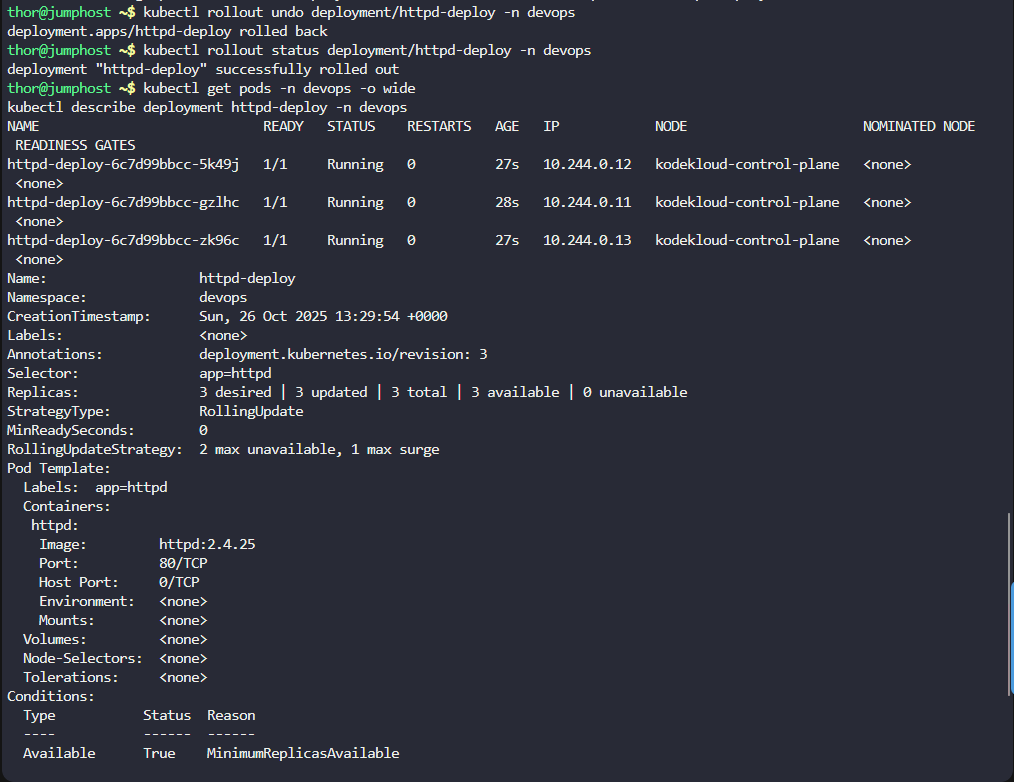 thor@jumphost ~$ kubectl rollout undo deployment/httpd-deploy -n devops
deployment.apps/httpd-deploy rolled back
thor@jumphost ~$ kubectl rollout status deployment/httpd-deploy -n devops
deployment "httpd-deploy" successfully rolled out
thor@jumphost ~$ kubectl get pods -n devops -o wide
kubectl describe deployment httpd-deploy -n devops
NAME                            READY   STATUS    RESTARTS   AGE   IP            NODE                      NOMINATED NODE
 READINESS GATES
httpd-deploy-6c7d99bbcc-5k49j   1/1     Running   0          27s   10.244.0.12   kodekloud-control-plane   <none>
 <none>
httpd-deploy-6c7d99bbcc-gzlhc   1/1     Running   0          28s   10.244.0.11   kodekloud-control-plane   <none>
 <none>
httpd-deploy-6c7d99bbcc-zk96c   1/1     Running   0          27s   10.244.0.13   kodekloud-control-plane   <none>
 <none>
Name:                   httpd-deploy
Namespace:              devops
CreationTimestamp:      Sun, 26 Oct 2025 13:29:54 +0000
Labels:                 <none>
Annotations:            deployment.kubernetes.io/revision: 3
Selector:               app=httpd
Replicas:               3 desired | 3 updated | 3 total | 3 available | 0 unavailable
StrategyType:           RollingUpdate
MinReadySeconds:        0
RollingUpdateStrategy:  2 max unavailable, 1 max surge
Pod Template:
  Labels:  app=httpd
  Containers:
   httpd:
    Image:         httpd:2.4.25
    Port:          80/TCP
    Host Port:     0/TCP
    Environment:   <none>
    Mounts:        <none>
  Volumes:         <none>
  Node-Selectors:  <none>
  Tolerations:     <none>
Conditions:
  Type           Status  Reason
  ----           ------  ------
  Available      True    MinimumReplicasAvailable